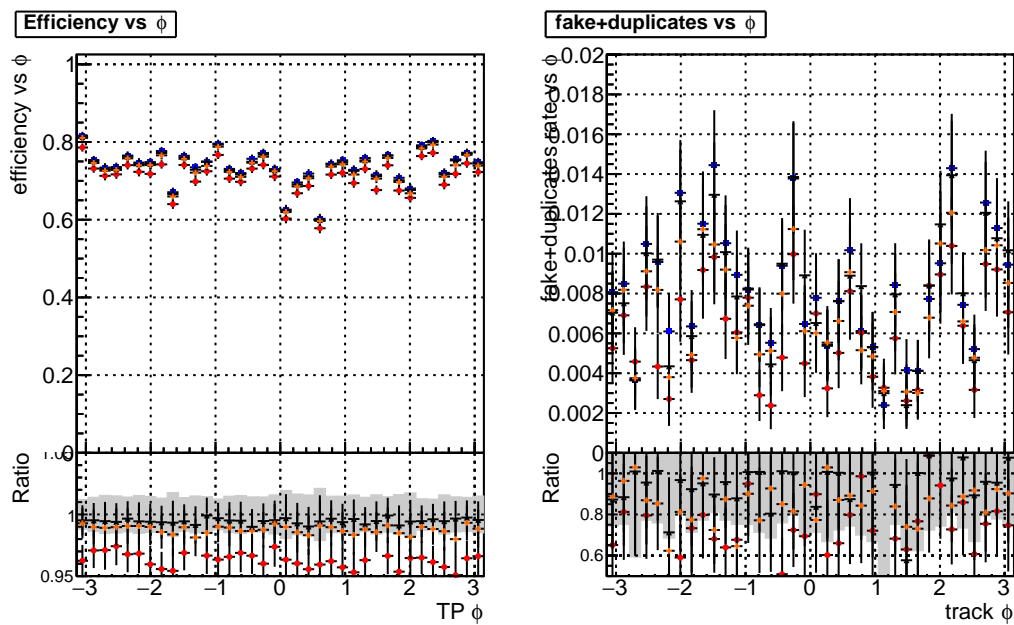 Efficiency vs ϕ
efficiency vs ϕ
1
0.8
0.6
0.4
0.2
0
Ratio
1.05
1
0.95
−3 −2 −1 0 1 2 3
TP ϕ
fake+duplicates vs ϕ
fake+duplicates rate vs ϕ
0.02
0.018
0.016
0.014
0.012
0.01
0.008
0.006
0.004
0.002
0
Ratio
1
0.8
0.6
−3 −2 −1 0 1 2 3
track ϕ